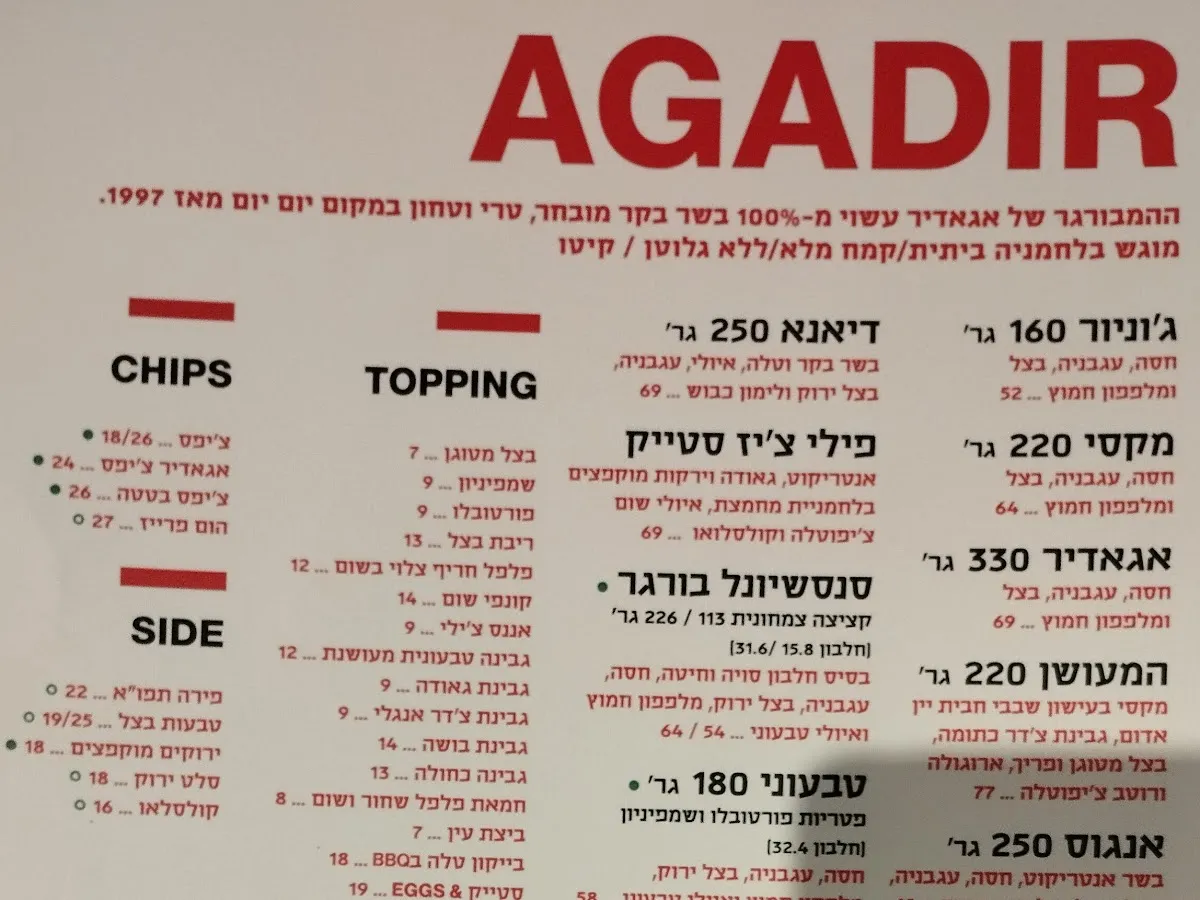 AGADIR
ההמבורגר של אגאדיר עשוי מ-100% בשר בקר מובחר, טרי וטחון במקום יום יום מאז 1997.
מוגש בלחמניה ביתית/קמח מלא/ללא גלוטן / קיטו
ג'וניור 160 גר'
חסה, עגבניה, בצל
ומלפפון חמוץ ... 52
מקסי 220 גר'
חסה, עגבניה, בצל
ומלפפון חמוץ ... 64
אגאדיר 330 גר'
חסה, עגבניה, בצל
ומלפפון חמוץ ... 69
המעושן 220 גר'
מקסי בעישון שבבי חבית יין
אדום, גבינת צ'דר כתומה,
בצל מטוגן ופריך, ארוגולה
ורוטב צ'יפוטלה ... 77
אנגוס 250 גר'
בשר אנטריקוט, חסה, עגבניה,
דיאנא 250 גר'
בשר בקר וטלה, איולי, עגבניה,
בצל ירוק ולימון כבוש ... 69
פילי צ'יז סטייק
אנטריקוט, גאודה וירקות מוקפצים
בלחמניית מחמצת, איולי שום
צ'יפוטלה וקולסלואו ... 69
סנסשיונל בורגר
קציצה צמחונית 113 / 226 גר'
(חלבון 15.8 /31.6)
בסיס חלבון סויה וחיטה, חסה,
עגבניה, בצל ירוק, מלפפון חמוץ
ואיולי טבעוני ... 54 / 64
טבעוני 180 גר'
פטריות פורטובלו ושמפיניון
(חלבון 32.4)
חסה, עגבניה, בצל ירוק,
58
TOPPING
בצל מטוגן ... 7
שמפיניון ... 9
פורטובלו ... 9
ריבת בצל ... 13
פלפל חריף צלוי בשום ... 12
קונפי שום ... 14
אננס צ'ילי ... 9
גבינה טבעונית מעושנת ... 12
גבינת גאודה ... 9
גבינת צ'דר אנגלי ... 9
גבינת בושה ... 14
גבינה כחולה ... 13
חמאת פלפל שחור ושום ... 8
ביצת עין ... 7
בייקון טלה בBBQ ... 18
סטייק & EGGS ... 19
CHIPS
צ'יפס ... 18/26
אגאדיר צ'יפס ... 24
צ'יפס בטטה ... 26
הום פרייז ... 27
SIDE
פירה תפו"א ... 22
טבעות בצל ... 19/25
ירוקים מוקפצים ... 18
סלט ירוק ... 18
קולסלאו ... 16